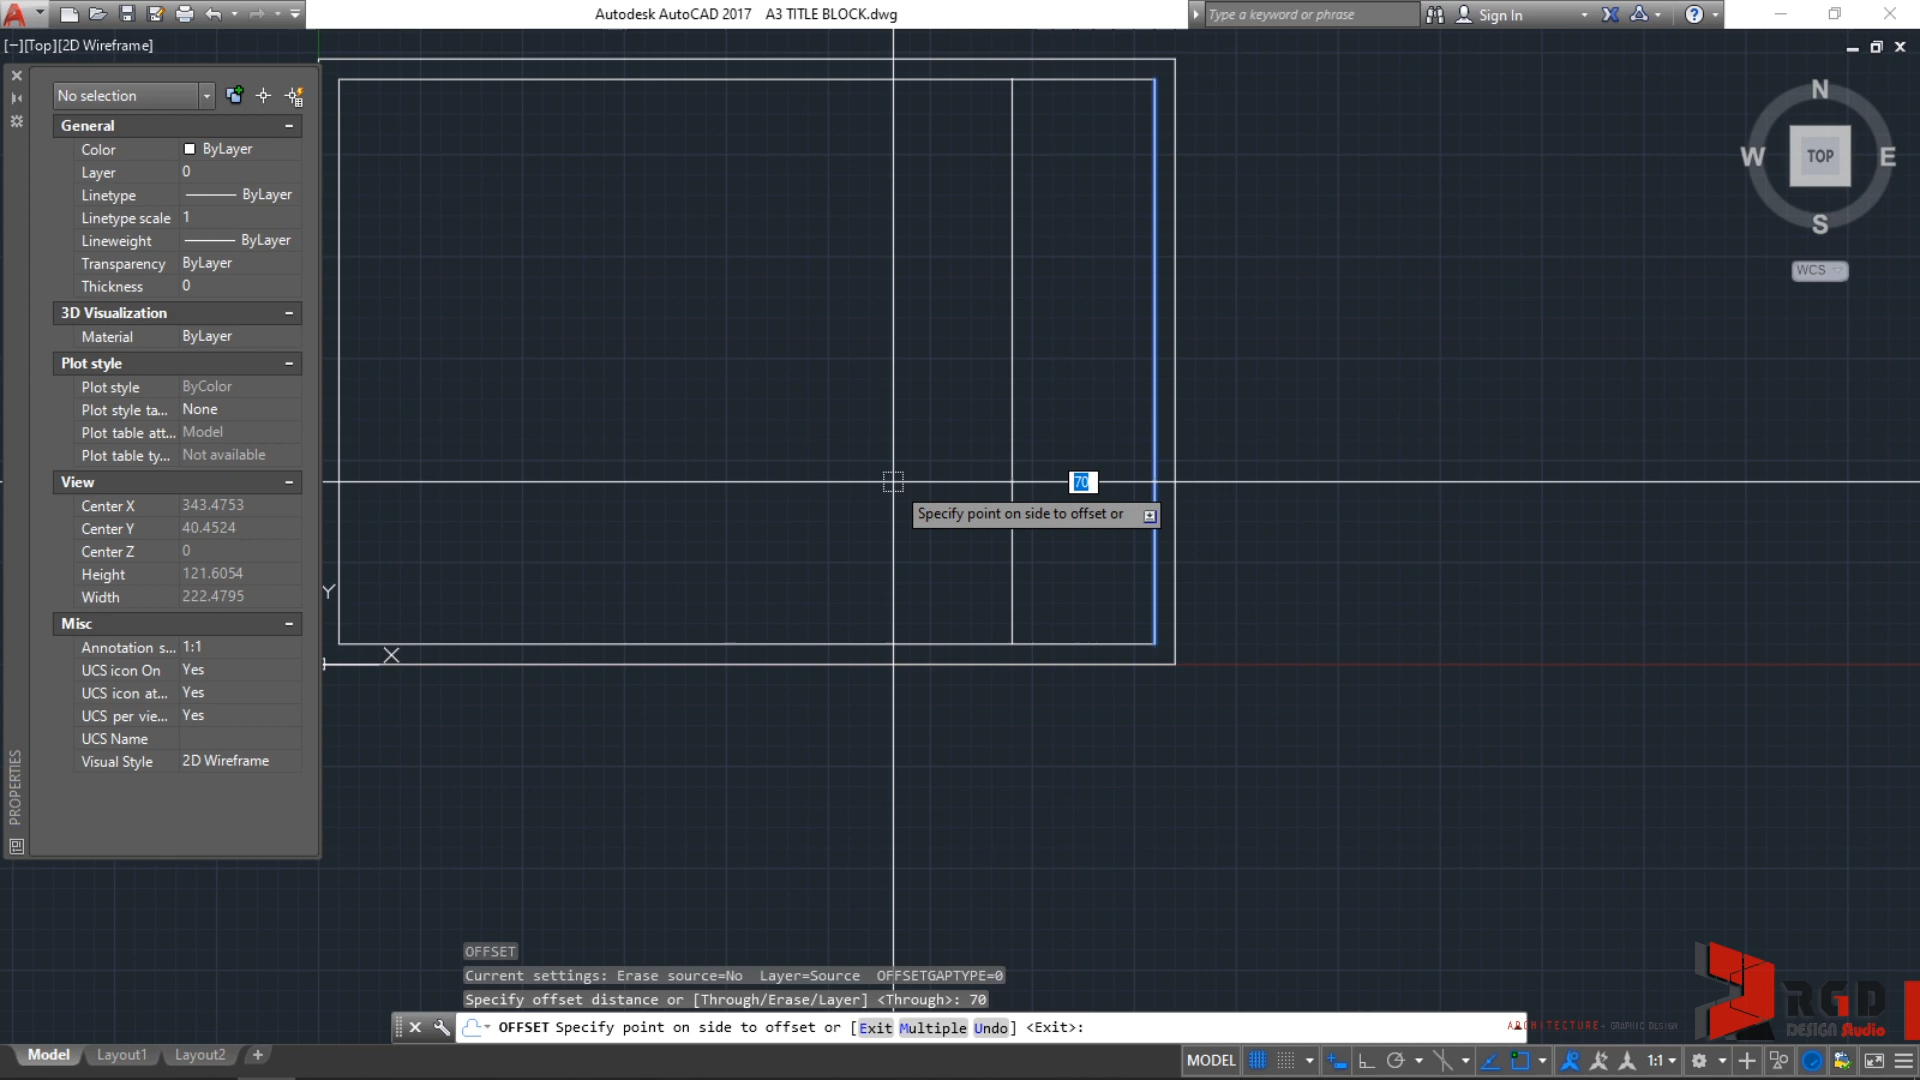 Autodesk AutoCAD 2017 A3 TITLE BLOCK.dwg
Type a keyword or phrase
Sign In
[−][Top][2D Wireframe]
No selection
General
Color ByLayer
Layer 0
Linetype ByLayer
Linetype scale 1
Lineweight ByLayer
Transparency ByLayer
Thickness 0
3D Visualization
Material ByLayer
Plot style
Plot style ByColor
Plot style ta... None
Plot table att... Model
Plot table ty... Not available
View
Center X 343.4753
Center Y 40.4524
Center Z 0
Height 121.6054
Width 222.4795
Misc
Annotation s... 1:1
UCS icon On Yes
UCS icon at... Yes
UCS per vie... Yes
UCS Name
Visual Style 2D Wireframe
PROPERTIES
N
W TOP E
S
WCS
70
Specify point on side to offset or
Y
X
OFFSET
Current settings: Erase source=No Layer=Source OFFSETGAPTYPE=0
Specify offset distance or [Through/Erase/Layer] <Through>: 70
OFFSET Specify point on side to offset or [Exit Multiple Undo] <Exit>:
RGD
DESIGN Studio
ARCHITECTURE- GRAPHIC DESIGN
Model Layout1 Layout2 +
MODEL 1:1